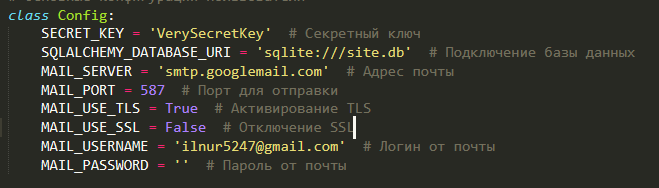 class Config:
SECRET_KEY = 'VerySecretKey' # Секретный ключ
SQLALCHEMY_DATABASE_URI = 'sqlite:///site.db' # Подключение базы данных
MAIL_SERVER = 'smtp.googlemail.com' # Адрес почты
MAIL_PORT = 587 # Порт для отправки
MAIL_USE_TLS = True # Активирование TLS
MAIL_USE_SSL = False # Отключение SSL
MAIL_USERNAME = 'ilnur5247@gmail.com' # Логин от почты
MAIL_PASSWORD = '' # Пароль от почты